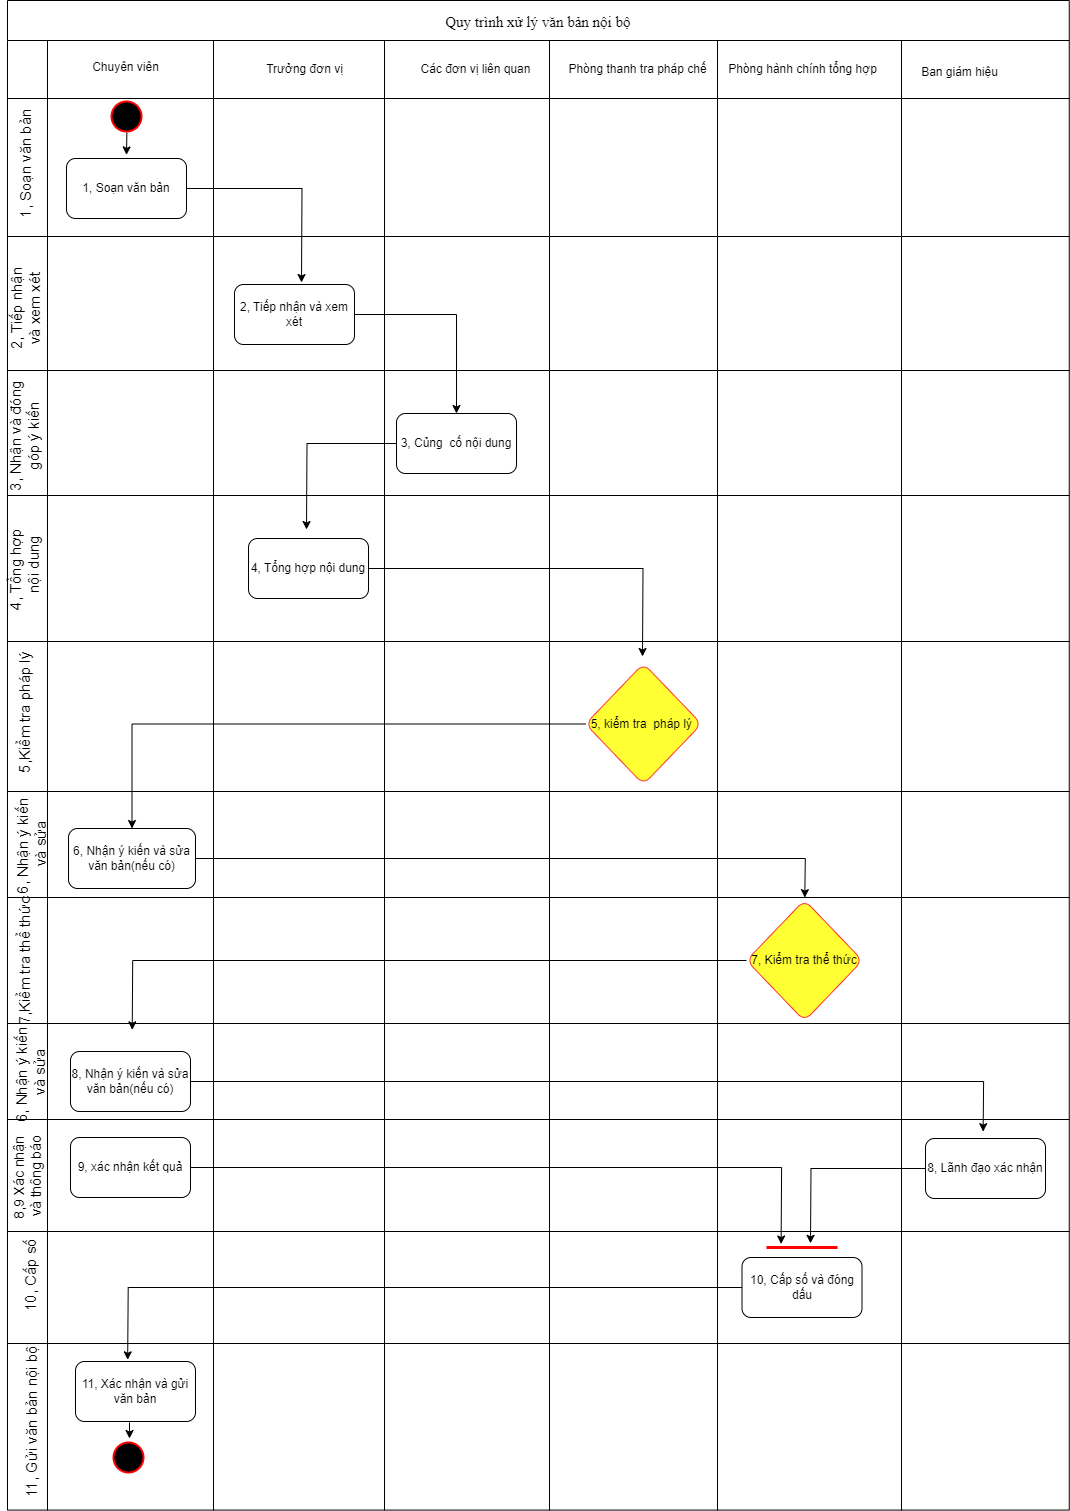 Quy trình xử lý văn bản nội bộ
Chuyên viên
Trưởng đơn vị
Các đơn vị liên quan
Phòng thanh tra pháp chế
Phòng hành chính tổng hợp
Ban giám hiệu
1, Soạn văn bản
1, Soạn văn bản
2, Tiếp nhận
và xem xét
2, Tiếp nhận và xem
xét
3, Nhận và đóng
góp ý kiến
3, Củng cố nội dung
4, Tổng hợp
nội dung
4, Tổng hợp nội dung
5,Kiểm tra pháp lý
5, kiểm tra pháp lý
6, Nhận ý kiến
và sửa
6, Nhận ý kiến và sửa
văn bản(nếu có)
7,Kiểm tra thể thức
7, Kiểm tra thể thức
6, Nhận ý kiến
và sửa
8, Nhận ý kiến và sửa
văn bản(nếu có)
8,9 Xác nhận
và thông báo
9, xác nhận kết quả
8, Lãnh đạo xác nhận
10, Cấp số
10, Cấp số và đóng
dấu
11, Gửi văn bản nội bộ
11, Xác nhận và gửi
văn bản